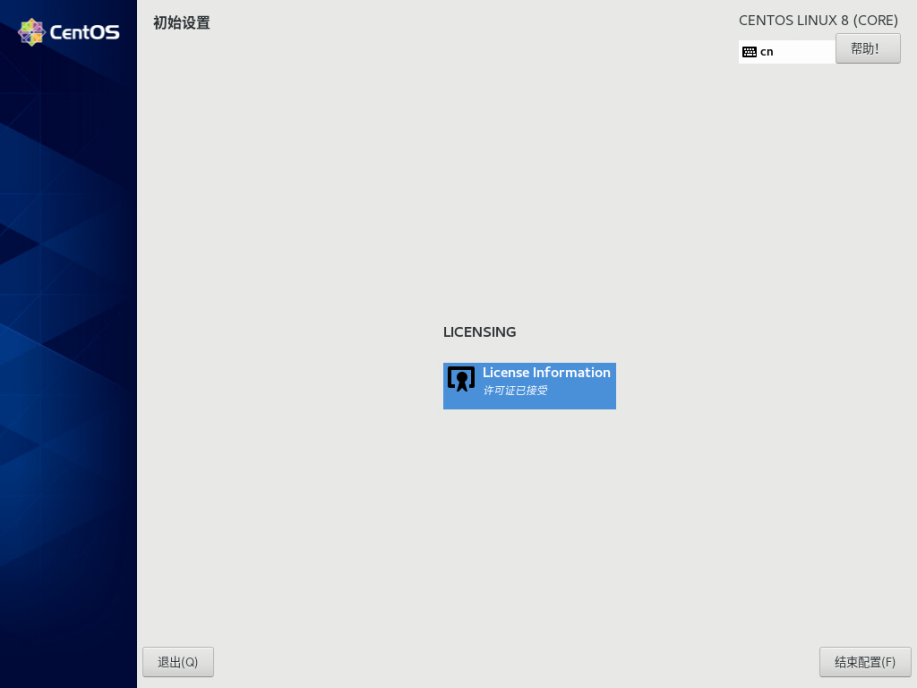 CentOS
初始设置
CENTOS LINUX 8 (CORE)
cn
帮助!
LICENSING
License Information
许可证已接受
退出(Q)
结束配置(F)